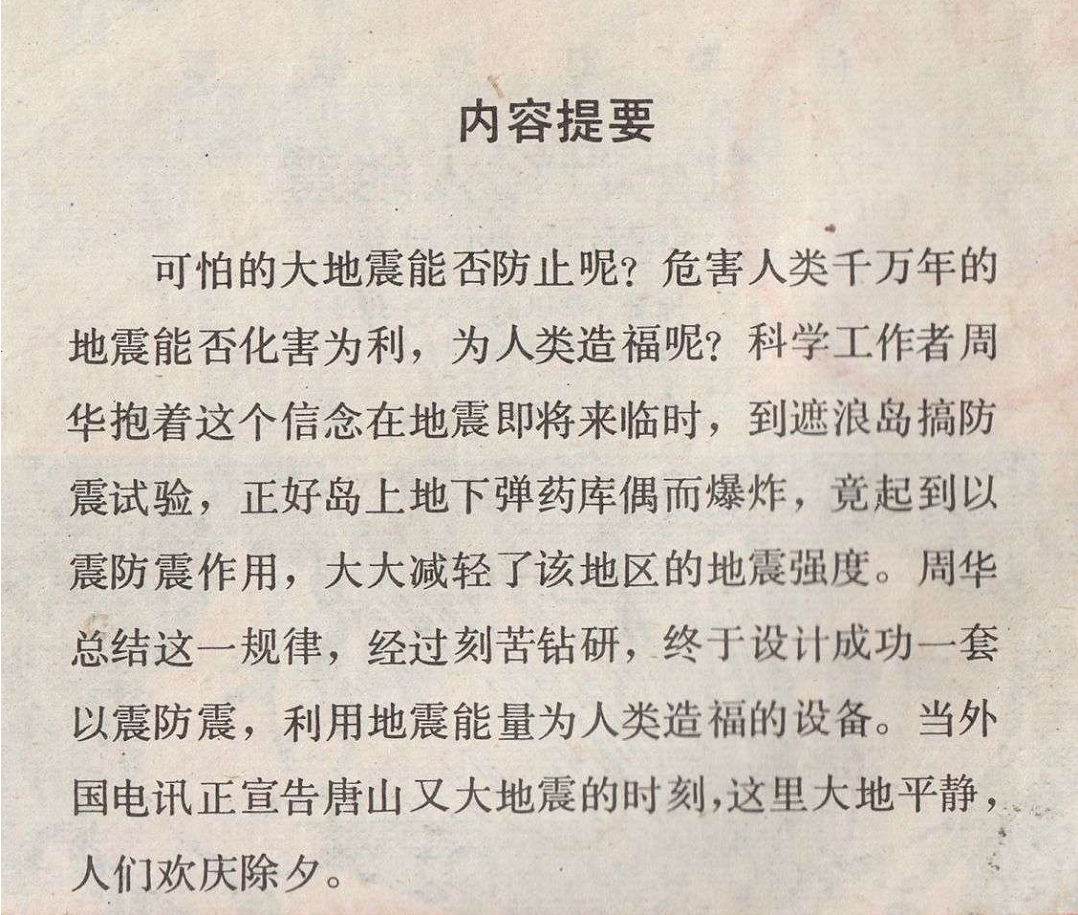 内容提要
可怕的大地震能否防止呢？危害人类千万年的
地震能否化害为利，为人类造福呢？科学工作者周
华抱着这个信念在地震即将来临时，到遮浪岛搞防
震试验，正好岛上地下弹药库偶而爆炸，竟起到以
震防震作用，大大减轻了该地区的地震强度。周华
总结这一规律，经过刻苦钻研，终于设计成功一套
以震防震，利用地震能量为人类造福的设备。当外
国电讯正宣告唐山又大地震的时刻，这里大地平静，
人们欢庆除夕。